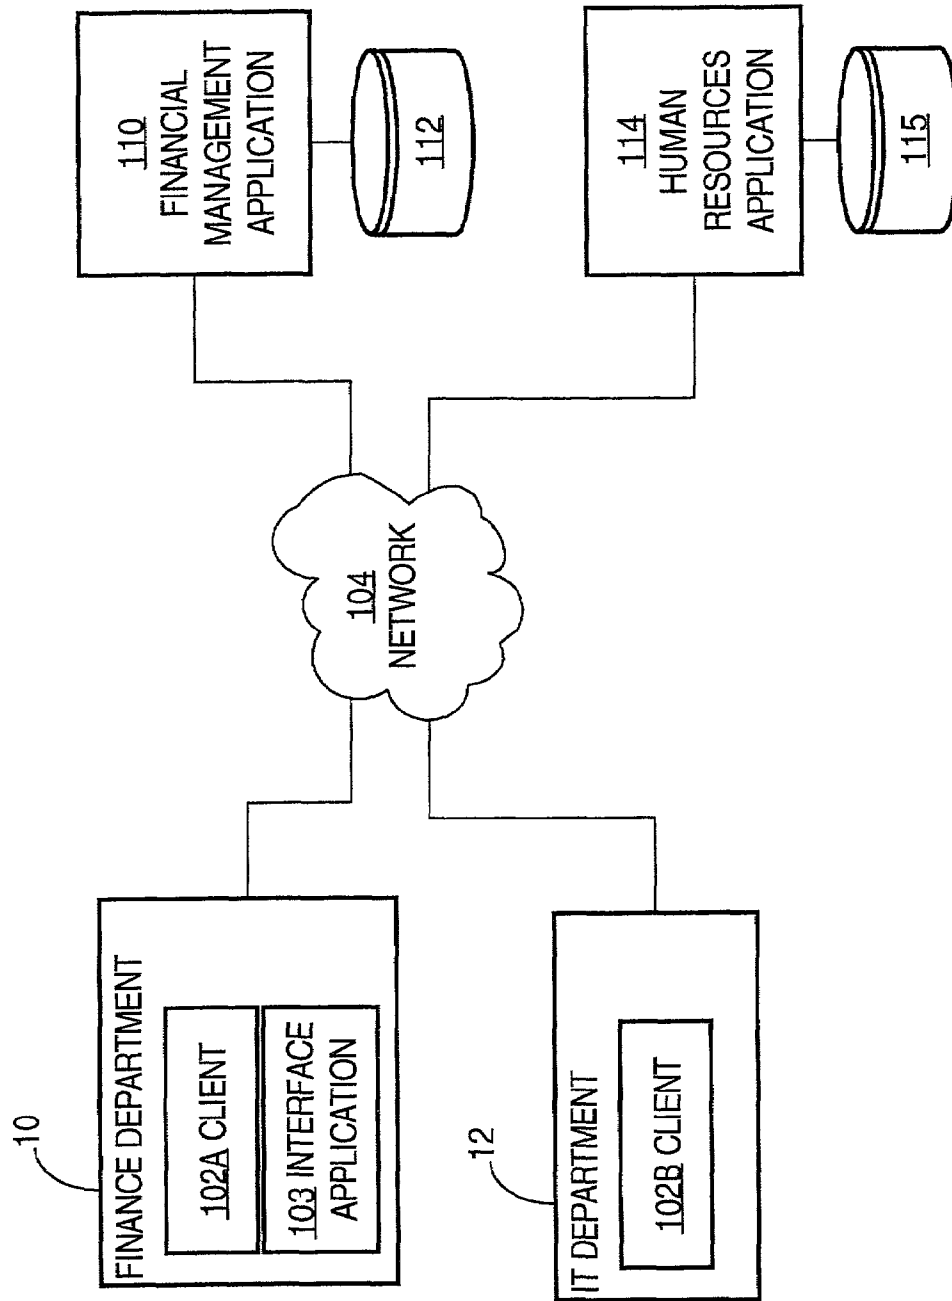 10
FINANCE DEPARTMENT
102A CLIENT
103 INTERFACE
APPLICATION
12
IT DEPARTMENT
102B CLIENT
104
NETWORK
110
FINANCIAL
MANAGEMENT
APPLICATION
112
114
HUMAN
RESOURCES
APPLICATION
115